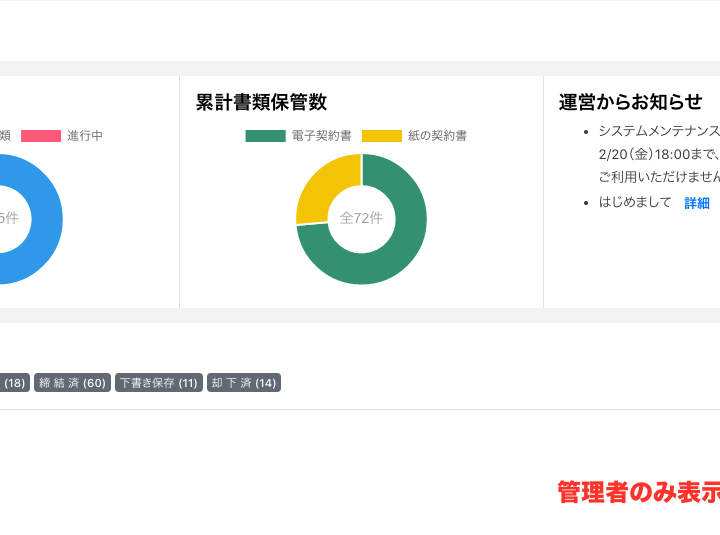 累計書類保管数
運営からお知らせ
類 進行中
電子契約書 紙の契約書
システムメンテナンス
2/20(金)18:00まで、
ご利用いただけません
はじめまして 詳細
5件
全72件
(18) 締結済 (60) 下書き保存 (11) 却下済 (14)
管理者のみ表示